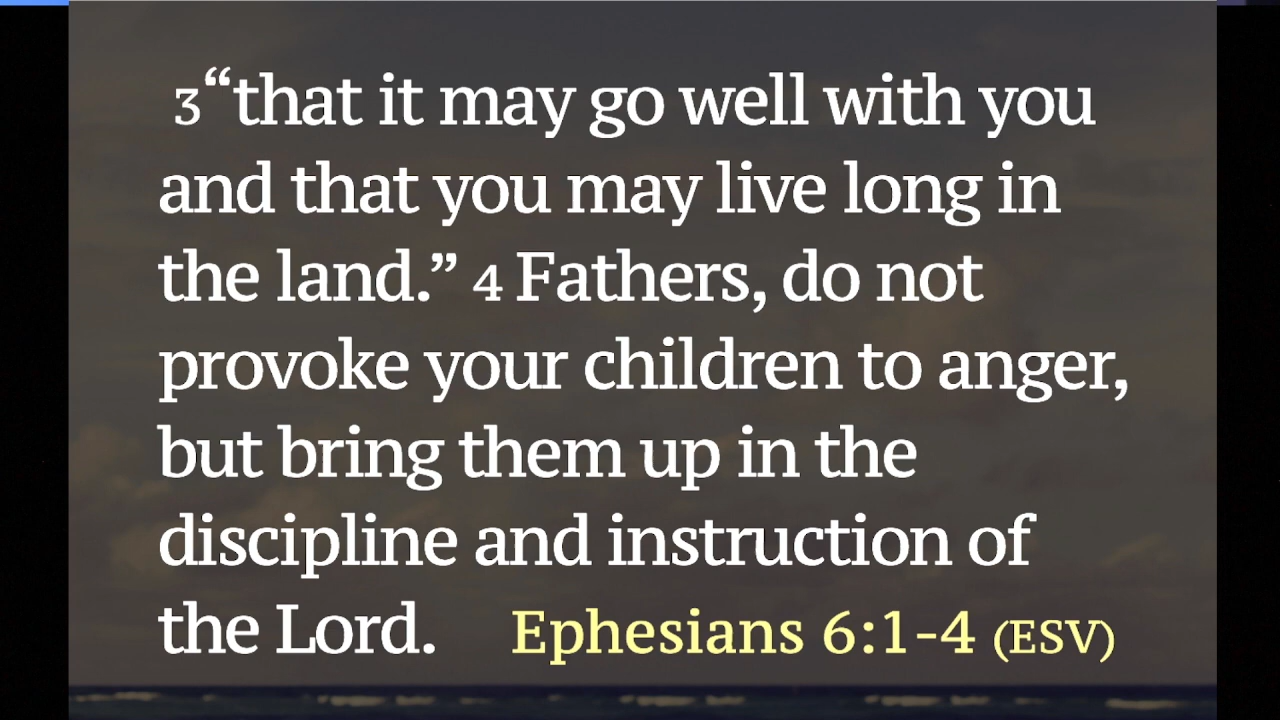 3“that it may go well with you
and that you may live long in
the land.” 4 Fathers, do not
provoke your children to anger,
but bring them up in the
discipline and instruction of
the Lord. Ephesians 6:1-4 (ESV)